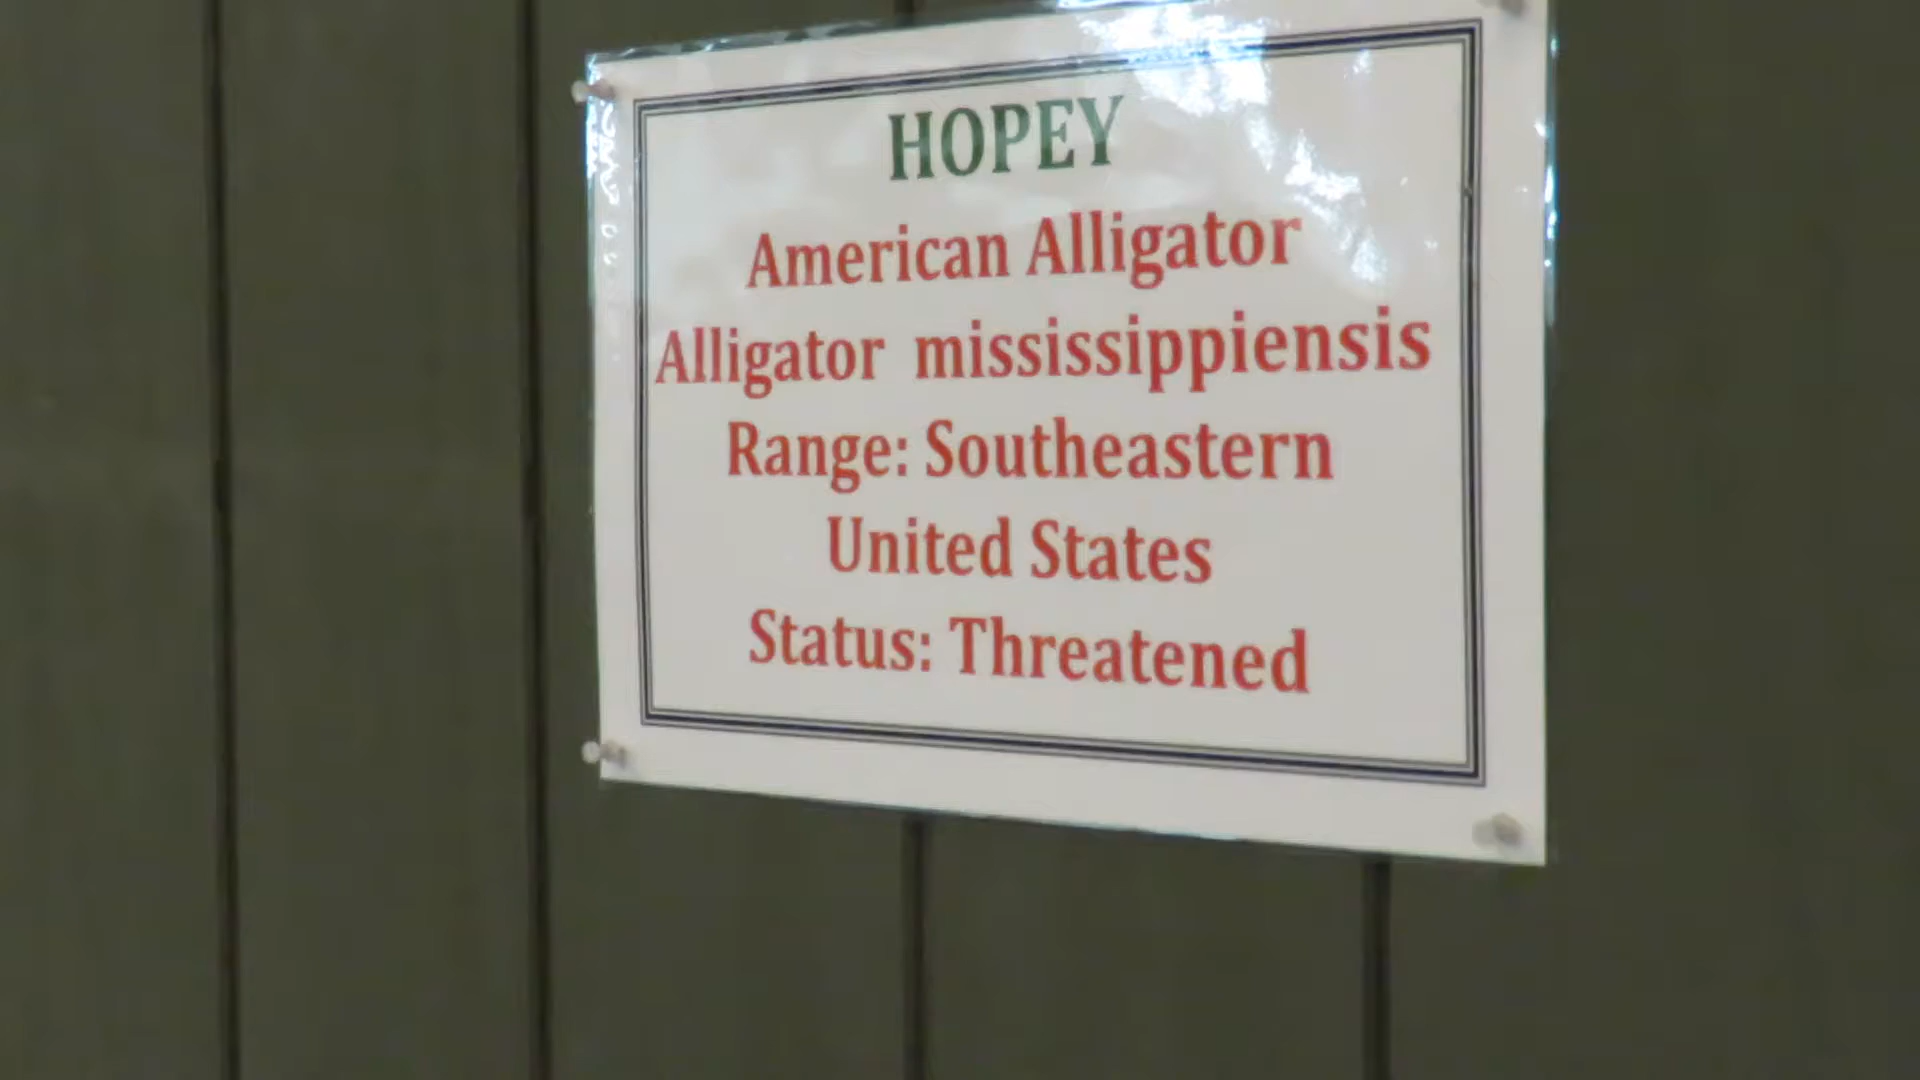 HOPEY
American Alligator
Alligator mississippiensis
Range: Southeastern
United States
Status: Threatened